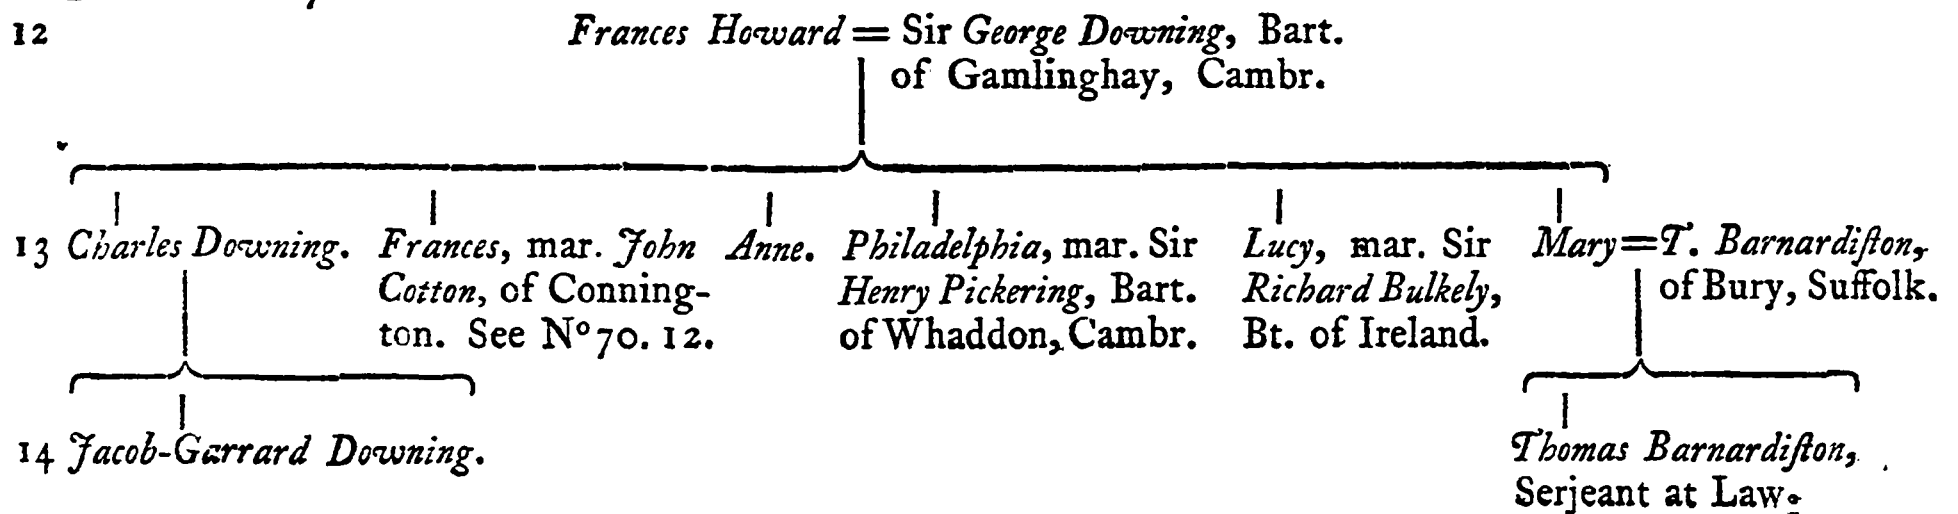 12 Frances Howard = Sir George Downing, Bart.
of Gamlinghay, Cambr.
13 Charles Downing. Frances, mar. John Anne. Philadelphia, mar. Sir Lucy, mar. Sir Mary = T. Barnardiſton,
Cotton, of Conning- Henry Pickering, Bart. Richard Bulkely, of Bury, Suffolk.
ton. See No 70. 12. of Whaddon, Cambr. Bt. of Ireland.
14 Jacob-Garrard Downing. Thomas Barnardiſton,
Serjeant at Law.